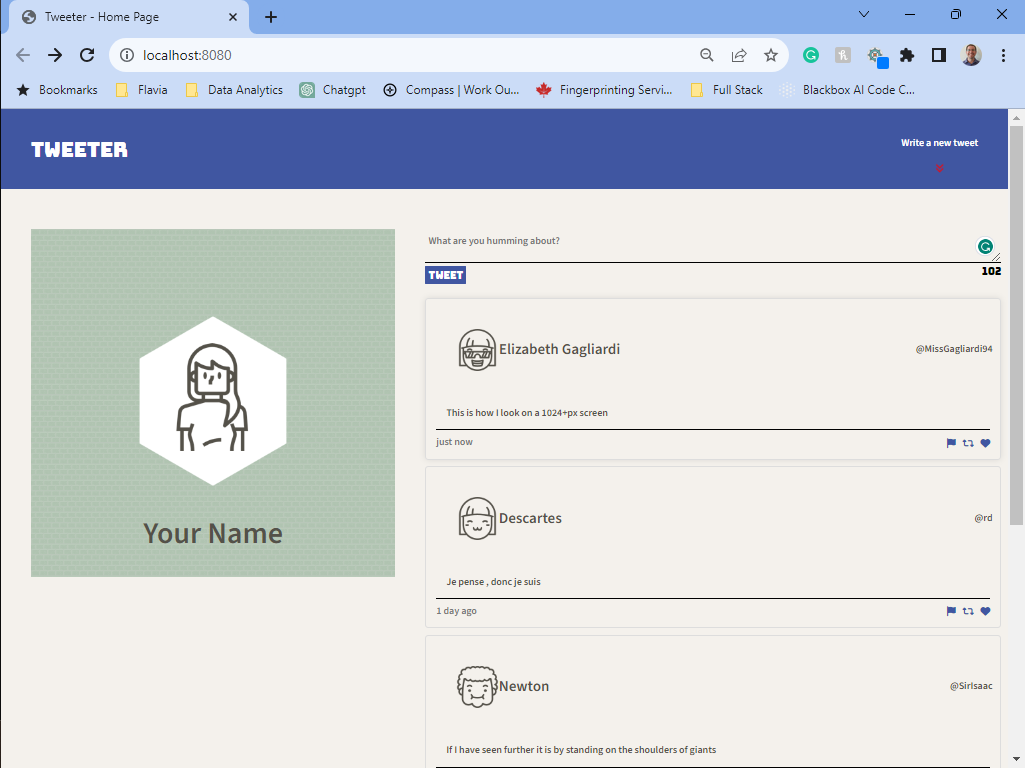 Tweeter - Home Page
localhost:8080
Bookmarks Flavia Data Analytics Chatgpt Compass | Work Ou... Fingerprinting Servi... Full Stack Blackbox AI Code C...
TWEETER
Write a new tweet
What are you humming about?
TWEET
102
Elizabeth Gagliardi @MissGagliardi94
This is how I look on a 1024+px screen
just now
Your Name
Descartes @rd
Je pense , donc je suis
1 day ago
Newton @SirIsaac
If I have seen further it is by standing on the shoulders of giants